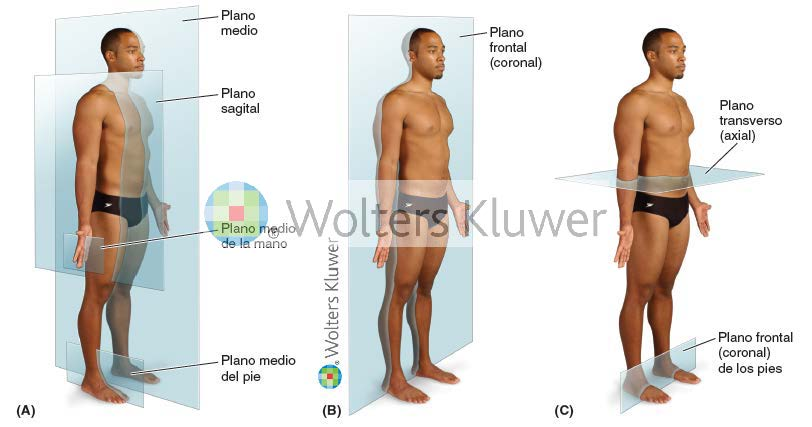 Plano
medio
Plano
sagital
Plano medio
de la mano
Plano medio
del pie
(A)
Plano
frontal
(coronal)
(B)
Plano
transverso
(axial)
Plano frontal
(coronal)
de los pies
(C)
® Wolters Kluwer
® Wolters Kluwer